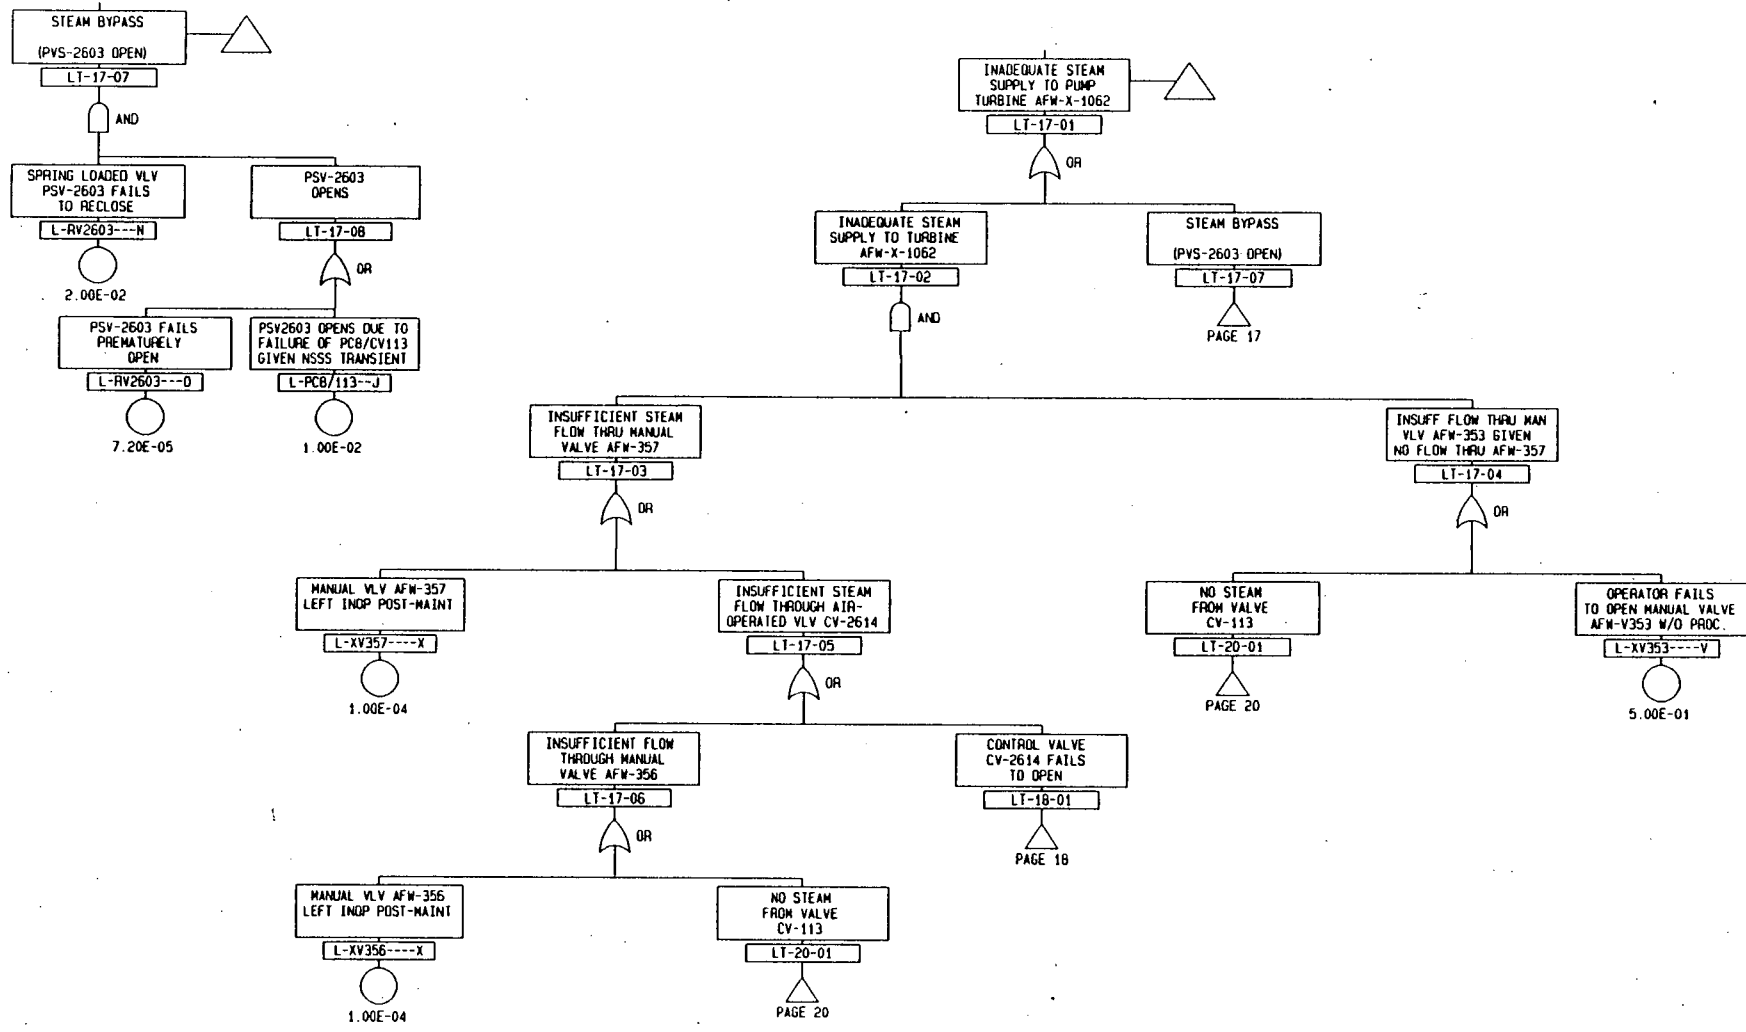 STEAM BYPASS
(PVS-2603 OPEN)
LT-17-07
AND
SPRING LOADED VLV
PSV-2603 FAILS
TO RECLOSE
L-RV2603---N
2.00E-02
PSV-2603
OPENS
LT-17-08
OR
PSV-2603 FAILS
PREMATURELY
OPEN
L-RV2603---O
7.20E-05
PSV2603 OPENS DUE TO
FAILURE OF PC8/CV113
GIVEN NSSS TRANSIENT
L-PC8/113--J
1.00E-02
INADEQUATE STEAM
SUPPLY TO PUMP
TURBINE AFW-X-1062
LT-17-01
OR
INADEQUATE STEAM
SUPPLY TO TURBINE
AFW-X-1062
LT-17-02
AND
STEAM BYPASS
(PVS-2603 OPEN)
LT-17-07
PAGE 17
INSUFFICIENT STEAM
FLOW THRU MANUAL
VALVE AFW-357
LT-17-03
OR
INSUFF FLOW THRU MAN
VLV AFW-353 GIVEN
NO FLOW THRU AFW-357
LT-17-04
OR
MANUAL VLV AFW-357
LEFT INOP POST-MAINT
L-XV357----X
1.00E-04
INSUFFICIENT STEAM
FLOW THROUGH AIR-
OPERATED VLV CV-2614
LT-17-05
OR
NO STEAM
FROM VALVE
CV-113
LT-20-01
PAGE 20
OPERATOR FAILS
TO OPEN MANUAL VALVE
AFW-V353 W/O PROC.
L-XV353----V
5.00E-01
INSUFFICIENT FLOW
THROUGH MANUAL
VALVE AFW-356
LT-17-06
OR
CONTROL VALVE
CV-2614 FAILS
TO OPEN
LT-18-01
PAGE 18
MANUAL VLV AFW-356
LEFT INOP POST-MAINT
L-XV356----X
1.00E-04
NO STEAM
FROM VALVE
CV-113
LT-20-01
PAGE 20